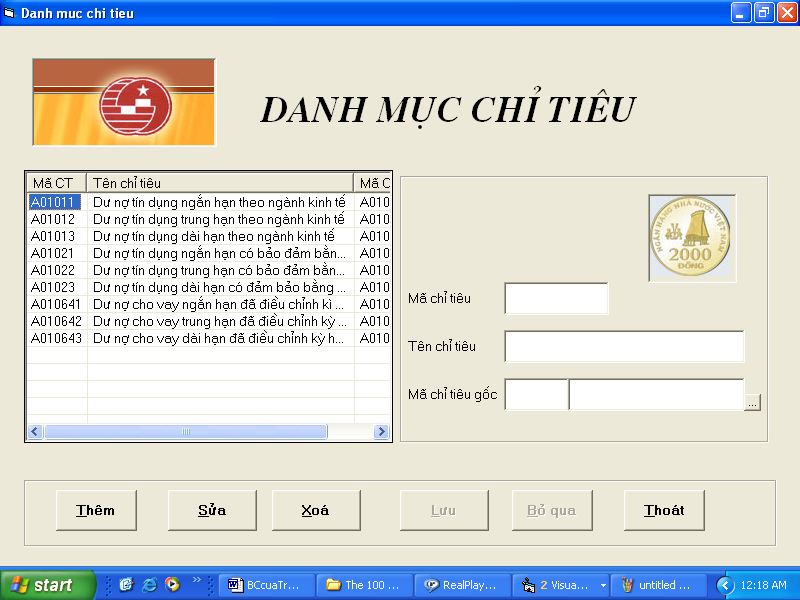 Danh muc chi tieu
DANH MỤC CHỈ TIÊU
Mã CT Tên chỉ tiêu Mã C
A01011 Dư nợ tín dụng ngắn hạn theo ngành kinh tế A010
A01012 Dư nợ tín dụng trung hạn theo ngành kinh tế A010
A01013 Dư nợ tín dụng dài hạn theo ngành kinh tế A010
A01021 Dư nợ tín dụng ngắn hạn có bảo đảm bằn... A010
A01022 Dư nợ tín dụng trung hạn có bảo đảm bằn... A010
A01023 Dư nợ tín dụng dài hạn có đảm bảo bằng ... A010
A010641 Dư nợ cho vay ngắn hạn đã điều chỉnh kì ... A010
A010642 Dư nợ cho vay trung hạn đã điều chỉnh kỳ ... A010
A010643 Dư nợ cho vay dài hạn đã điều chỉnh kỳ h... A010
NGÂN HÀNG NHÀ NƯỚC VIỆT NAM
2000
ĐỒNG
Mã chỉ tiêu
Tên chỉ tiêu
Mã chỉ tiêu gốc
...
Thêm Sửa Xoá Lưu Bỏ qua Thoát
start » BCcuaTr... The 100 ... RealPlay... 2 Visua... untitled ... 12:18 AM